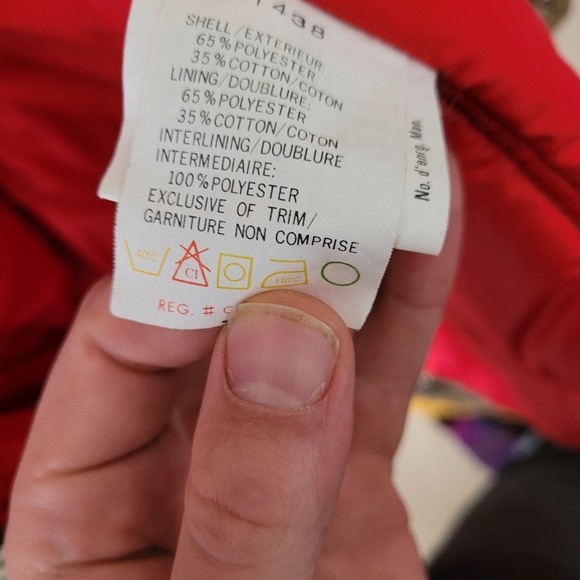 1438
SHELL/EXTERIEUR:
65%POLYESTER
35%COTTON/COTON
LINING/DOUBLURE:
65%POLYESTER
35%COTTON/COTON
INTERLINING/DOUBLURE
INTERMEDIAIRE:
100%POLYESTER
EXCLUSIVE OF TRIM/
GARNITURE NON COMPRISE
40°C
Cl
110°C
REG. #
No. d'enrg. Man.